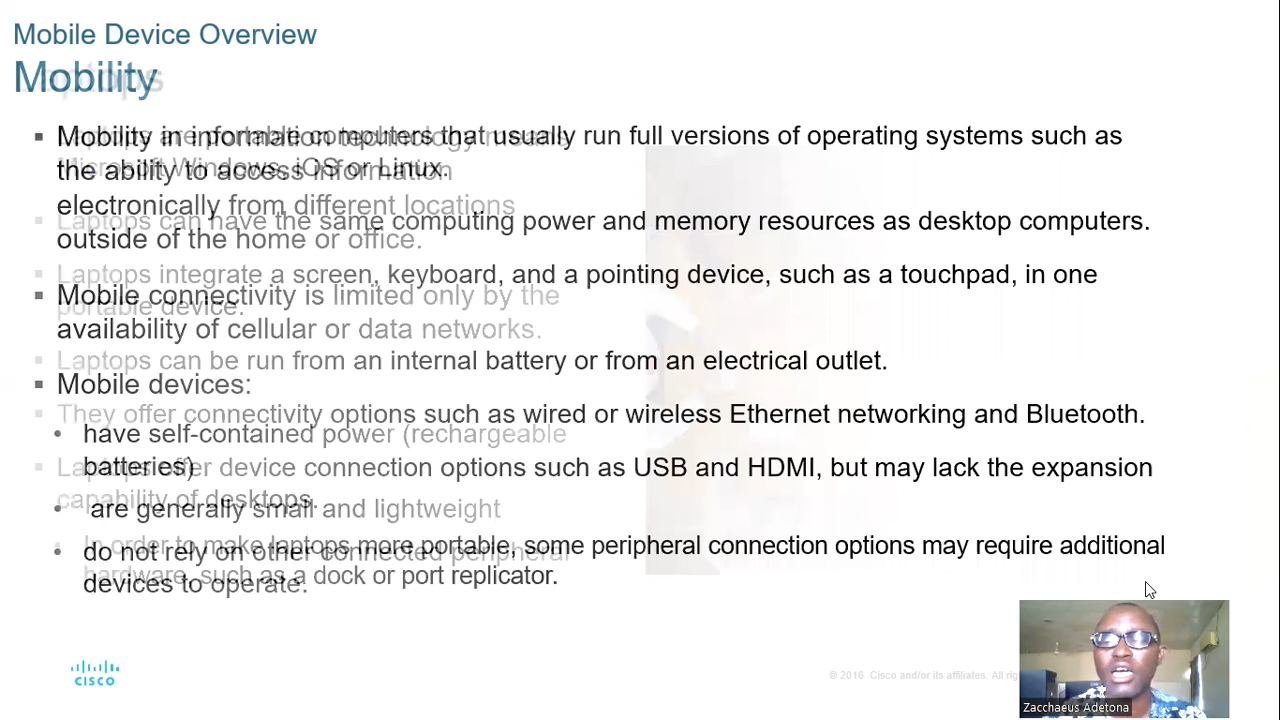 Mobile Device Overview
Mobility
Laptops
Mobility in information technology means
the ability to access information
electronically from different locations
outside of the home or office.
Mobile connectivity is limited only by the
availability of cellular or data networks.
Mobile devices:
have self-contained power (rechargeable
batteries)
are generally small and lightweight
do not rely on other connected peripheral
devices to operate.
Laptops are portable computers that usually run full versions of operating systems such as
Microsoft Windows, iOS or Linux.
Laptops can have the same computing power and memory resources as desktop computers.
Laptops integrate a screen, keyboard, and a pointing device, such as a touchpad, in one
portable device.
Laptops can be run from an internal battery or from an electrical outlet.
They offer connectivity options such as wired or wireless Ethernet networking and Bluetooth.
Laptops offer device connection options such as USB and HDMI, but may lack the expansion
capability of desktops.
In order to make laptops more portable, some peripheral connection options may require additional
hardware, such as a dock or port replicator.
CISCO
© 2016 Cisco and/or its affiliates. All
Zacchaeus Adetona